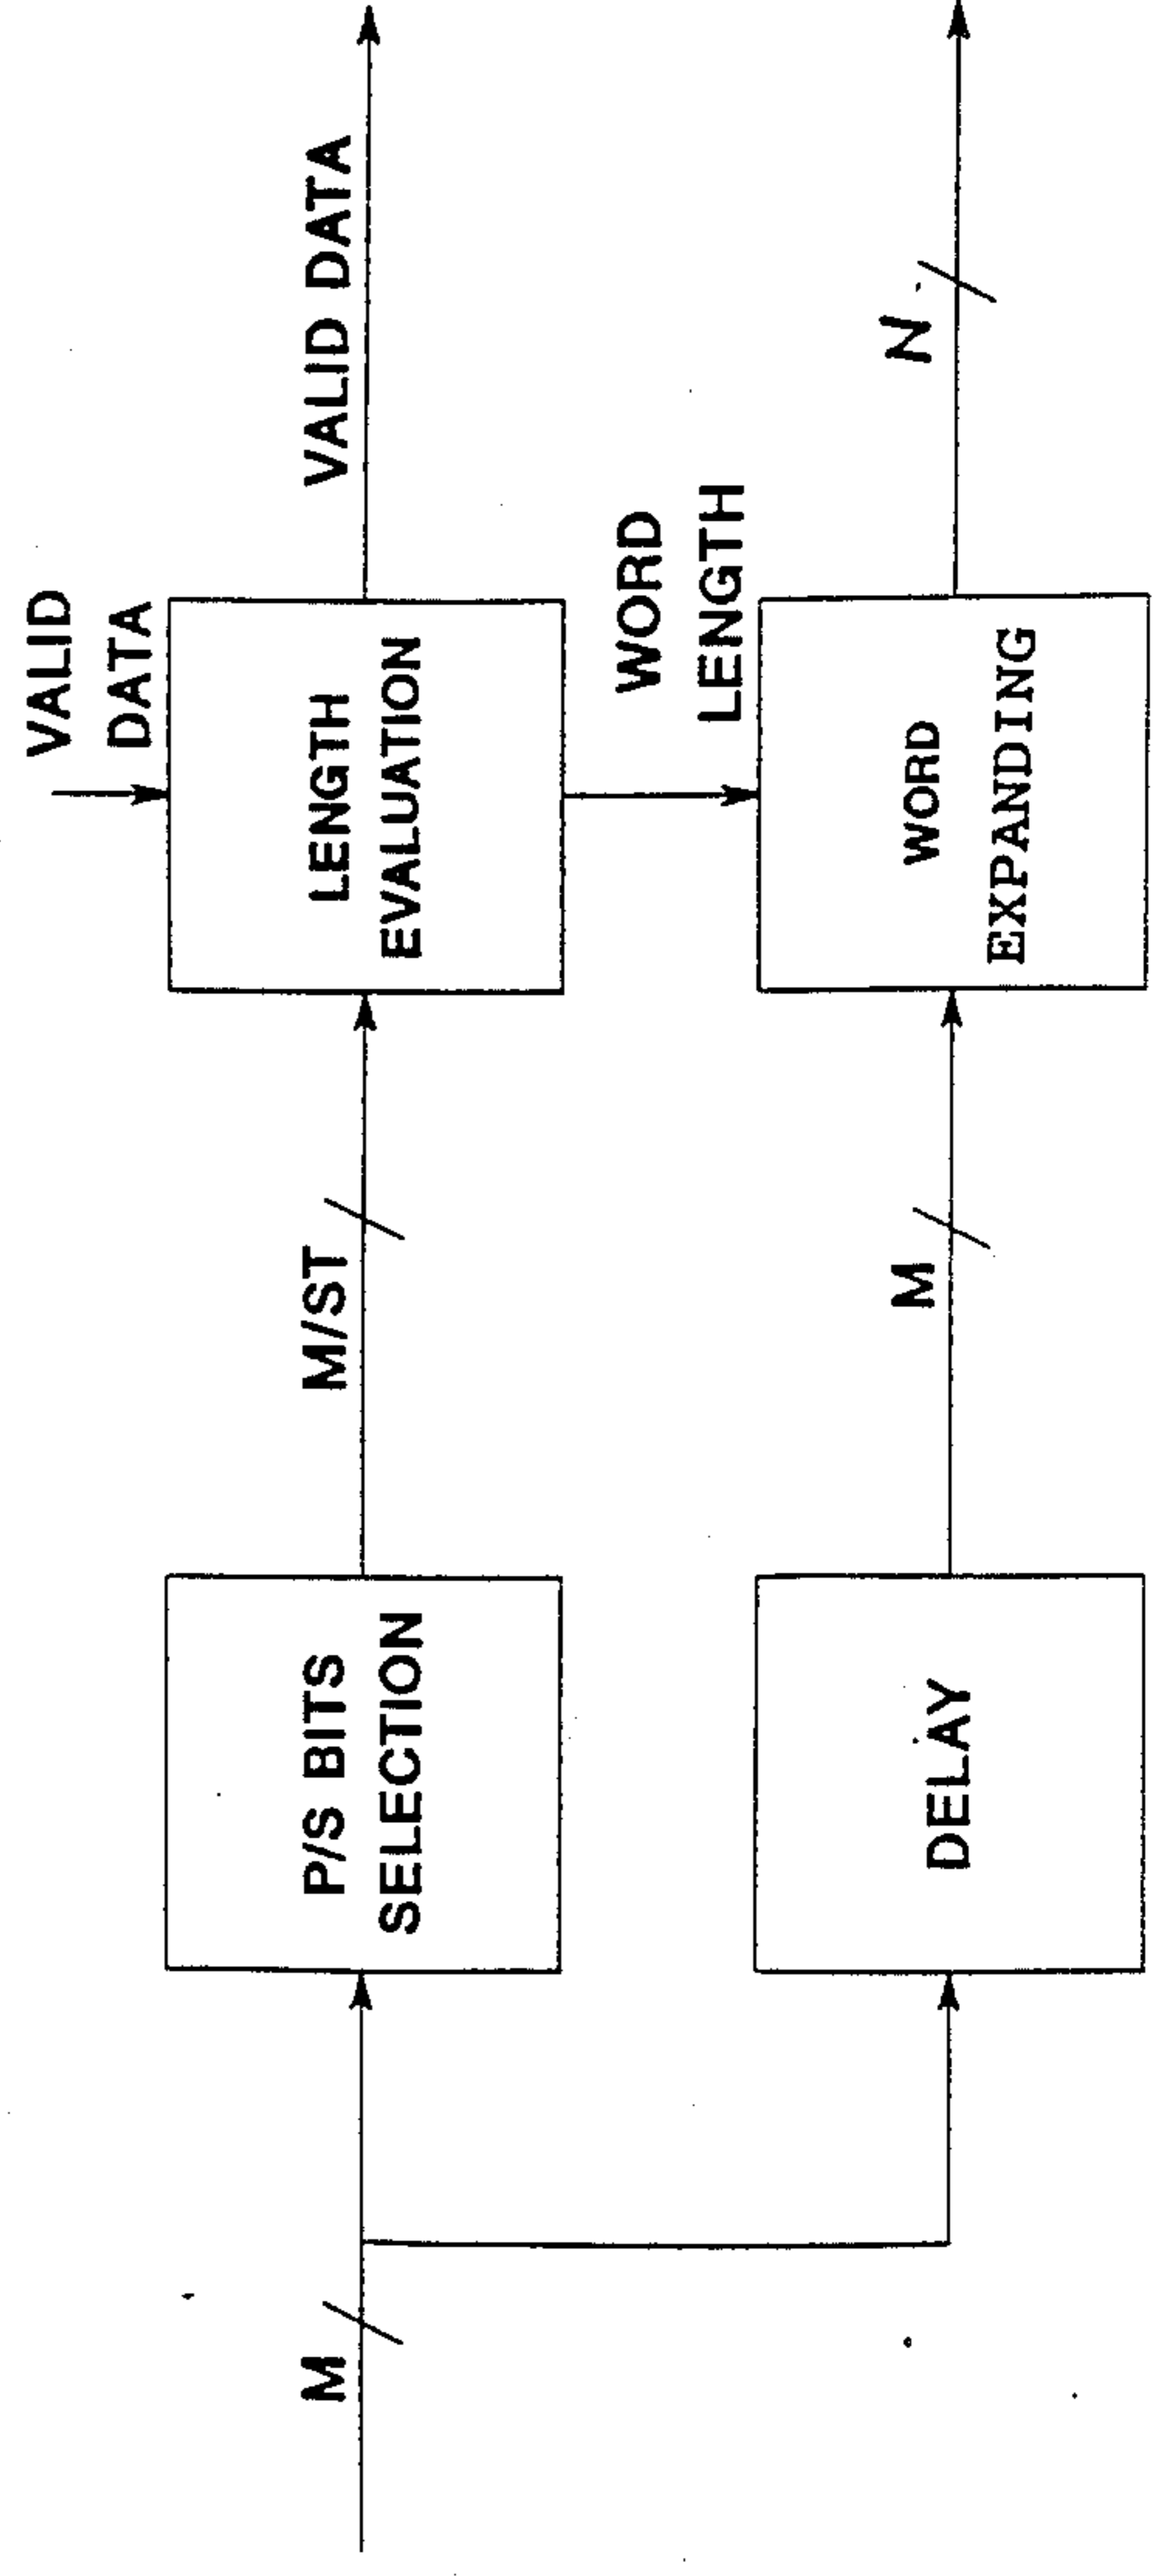 M
P/S BITS
SELECTION
M/ST
VALID
DATA
LENGTH
EVALUATION
VALID DATA
DELAY
M
WORD
LENGTH
WORD
EXPANDING
N